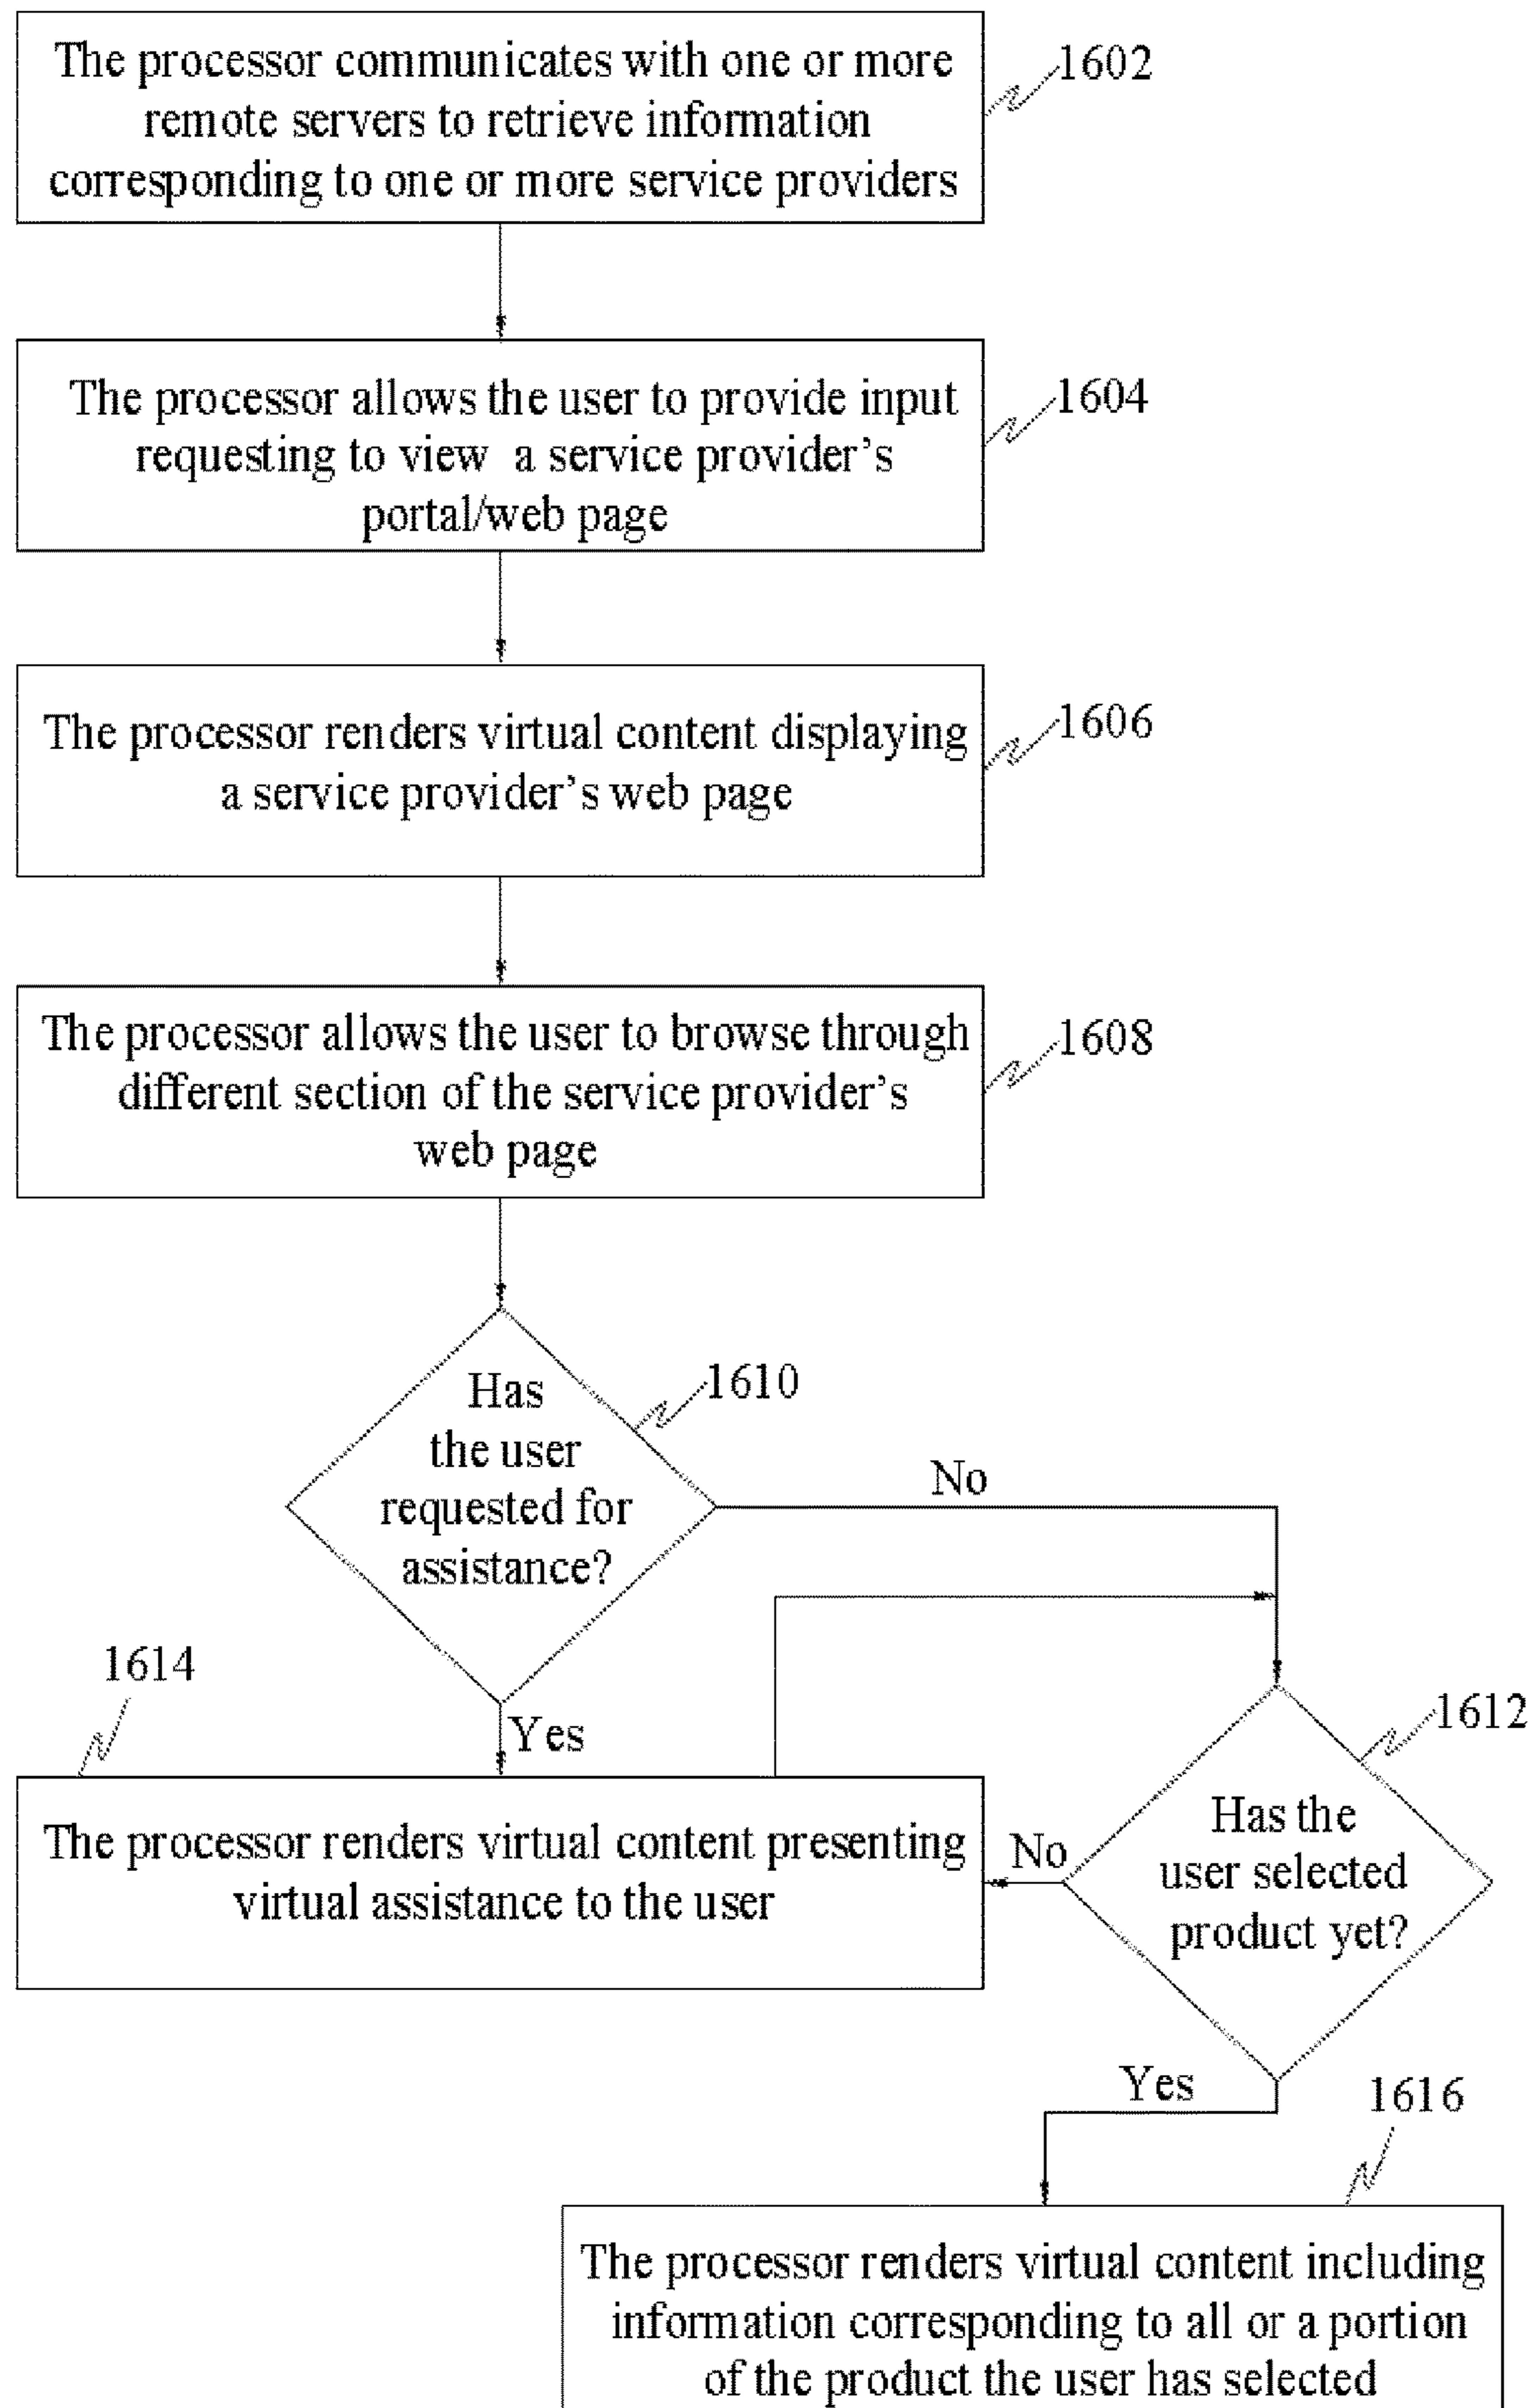 The processor communicates with one or more
remote servers to retrieve information
corresponding to one or more service providers
1602
The processor allows the user to provide input
requesting to view a service provider's
portal/web page
1604
The processor renders virtual content displaying
a service provider's web page
1606
The processor allows the user to browse through
different section of the service provider's
web page
1608
Has
the user
requested for
assistance?
1610
No
Yes
1614
The processor renders virtual content presenting
virtual assistance to the user
1612
Has the
user selected
product yet?
No
Yes
1616
The processor renders virtual content including
information corresponding to all or a portion
of the product the user has selected